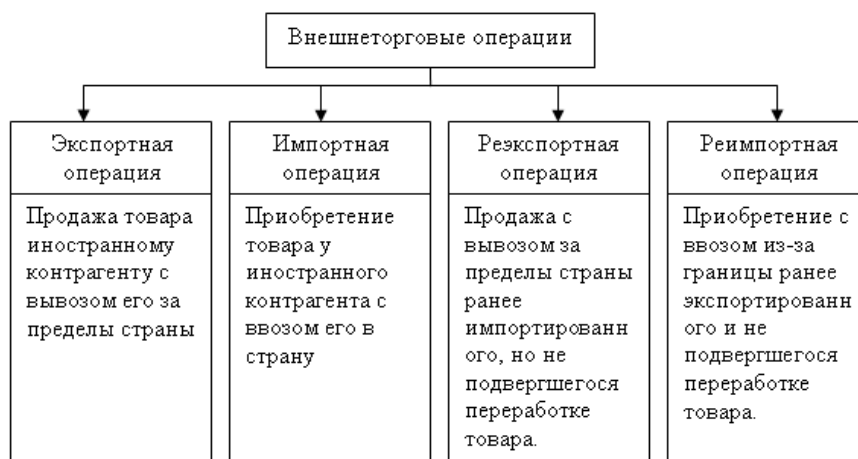 Внешнеторговые операции
Экспортная
операция
Продажа товара
иностранному
контрагенту с
вывозом его за
пределы страны
Импортная
операция
Приобретение
товара у
иностранного
контрагента с
ввозом его в
страну
Реэкспортная
операция
Продажа с
вывозом за
пределы страны
ранее
импортированн
ого, но не
подвергшегося
переработке
товара.
Реимпортная
операция
Приобретение с
ввозом из-за
границы ранее
экспортированн
ого и не
подвергшегося
переработке
товара.